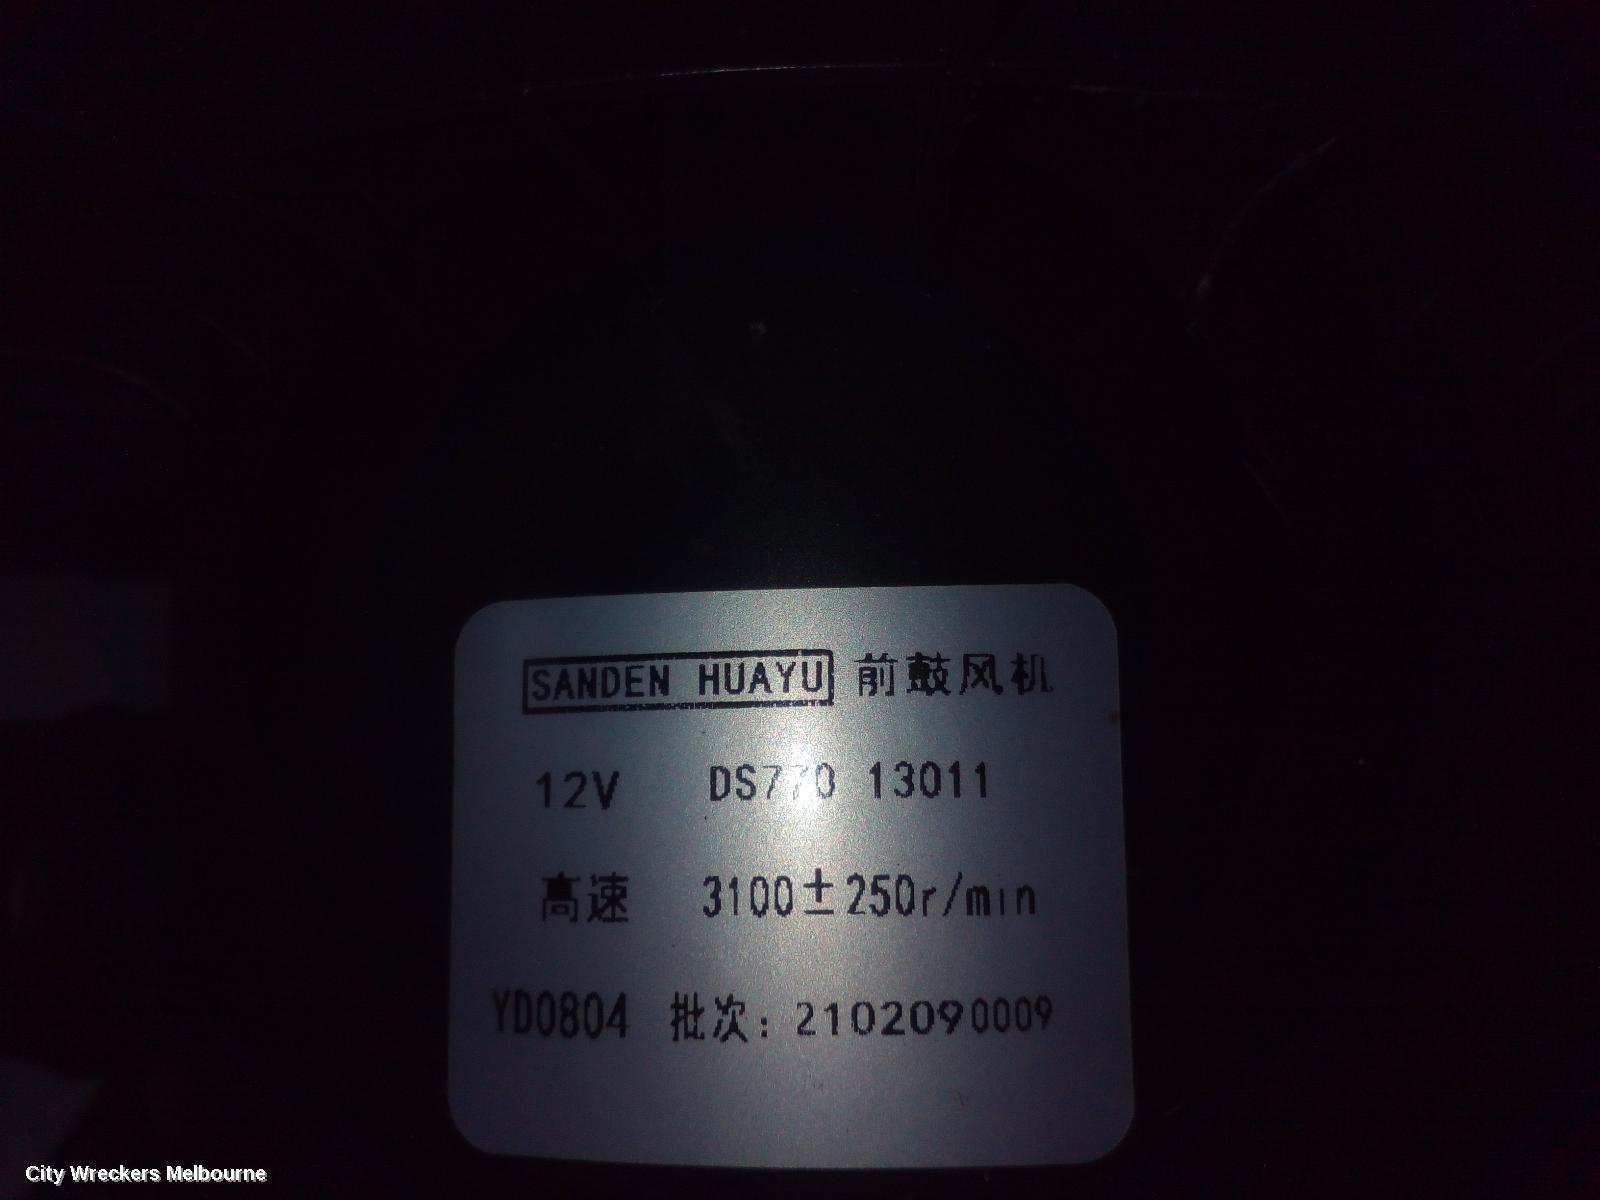 SANDEN HUAYU 前鼓风机
12V DS770 13011
高速 3100±250r/min
YD0804 批次：2102090009
City Wreckers Melbourne